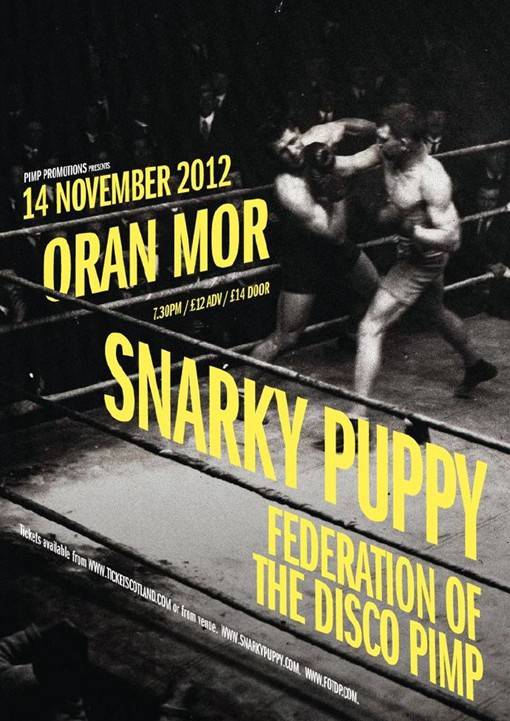 PIMP PROMOTIONS PRESENTS
14 NOVEMBER 2012
ORAN MOR
7.30PM / £12 ADV / £14 DOOR
SNARKY PUPPY
FEDERATION OF
THE DISCO PIMP
Tickets available from WWW.TICKETSCOTLAND.COM or from venue. WWW.SNARKYPUPPY.COM. WWW.FOTDP.COM.